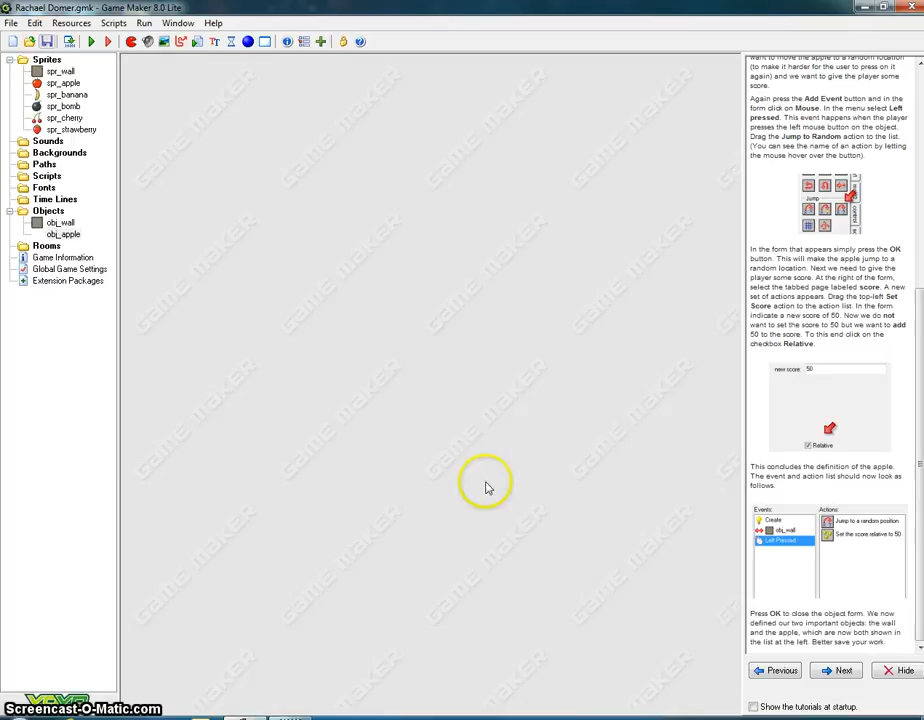 Rachael Domer.gmk - Game Maker 8.0 Lite
File Edit Resources Scripts Run Window Help
Sprites
spr_wall
spr_apple
spr_banana
spr_bomb
spr_cherry
spr_strawberry
Sounds
Backgrounds
Paths
Scripts
Fonts
Time Lines
Objects
obj_wall
obj_apple
Rooms
Game Information
Global Game Settings
Extension Packages
GAME MAKER
want to move the apple to a random location
(to make it harder for the user to press on it
again) and we want to give the player some
score.
Again press the Add Event button and in the
form click on Mouse. In the menu select Left
pressed. This event happens when the player
presses the left mouse button on the object.
Drag the Jump to Random action to the list.
(You can see the name of an action by letting
the mouse hover over the button).
Jump
control
In the form that appears simply press the OK
button. This will make the apple jump to a
random location. Next we need to give the
player some score. At the right of the form,
select the tabbed page labeled score. A new
set of actions appears. Drag the top-left Set
Score action to the action list. In the form
indicate a new score of 50. Now we do not
want to set the score to 50 but we want to add
50 to the score. To this end click on the
checkbox Relative.
new score: 50
Relative
This concludes the definition of the apple.
The event and action list should now look as
follows.
Events: Actions:
Create Jump to a random position
obj_wall Set the score relative to 50
Left Pressed
Press OK to close the object form. We now
defined our two important objects: the wall
and the apple, which are now both shown in
the list at the left. Better save your work.
Previous Next Hide
Show the tutorials at startup.
Screencast-O-Matic.com